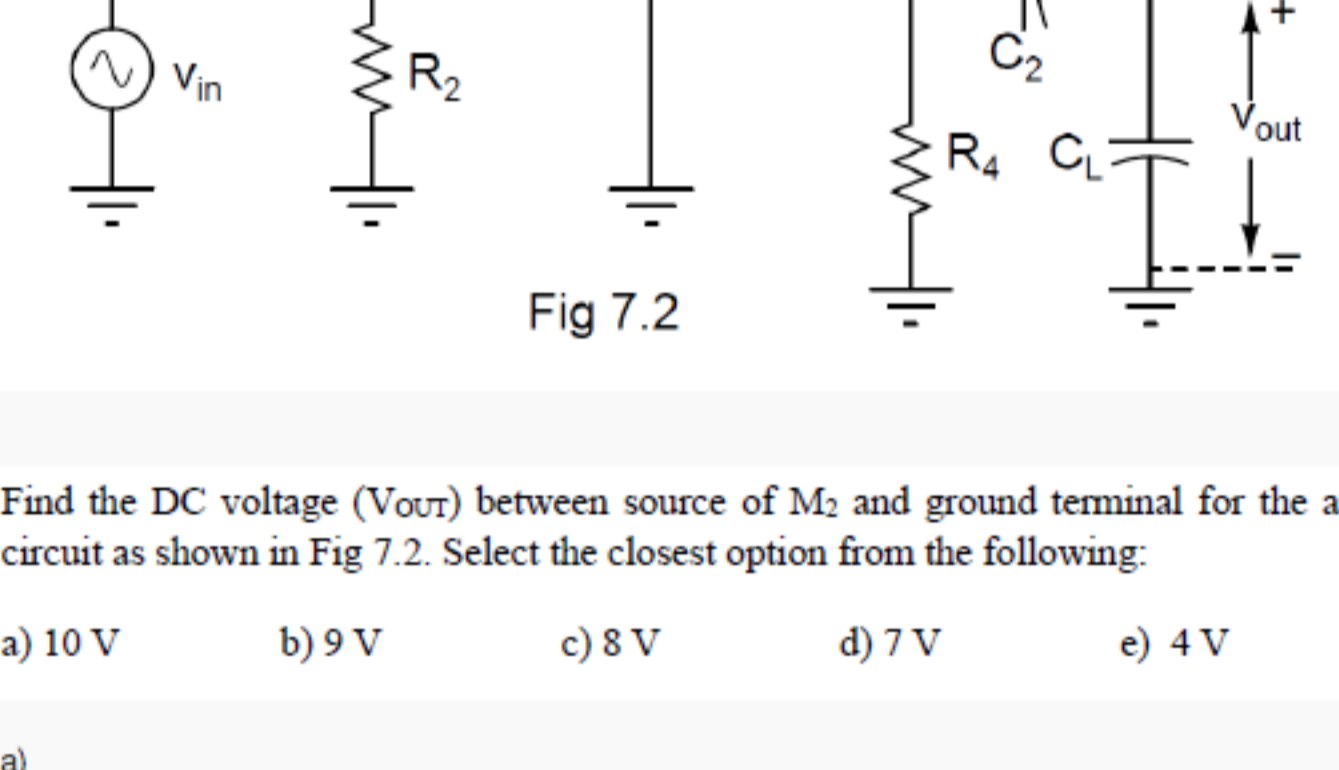 +
C2
Vin
R2
Vout
R4 CL
Fig 7.2
Find the DC voltage (VOUT) between source of M2 and ground terminal for the a
circuit as shown in Fig 7.2. Select the closest option from the following:
a) 10 V b) 9 V c) 8 V d) 7 V e) 4 V
a)